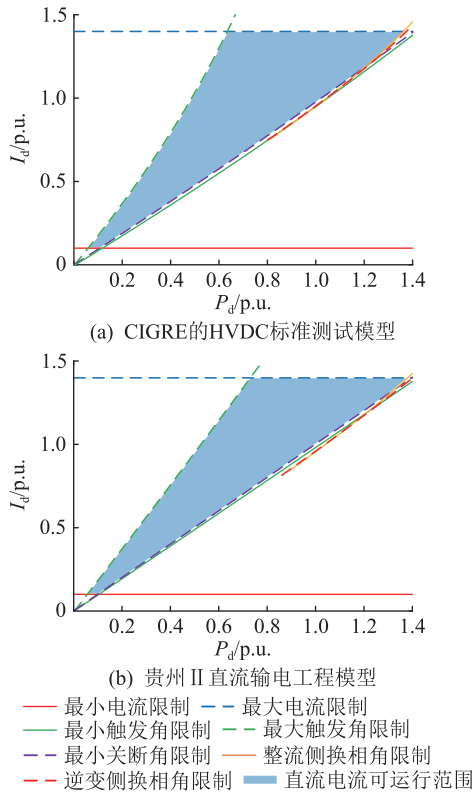 1.5
1.0
0.5
0
I_d/p.u.
0.2 0.4 0.6 0.8 1.0 1.2 1.4
P_d/p.u.
(a) CIGRE的HVDC标准测试模型
1.5
1.0
0.5
0
I_d/p.u.
0.2 0.4 0.6 0.8 1.0 1.2 1.4
P_d/p.u.
(b) 贵州Ⅱ直流输电工程模型
最小电流限制 最大电流限制
最小触发角限制 最大触发角限制
最小关断角限制 整流侧换相角限制
逆变侧换相角限制 直流电流可运行范围